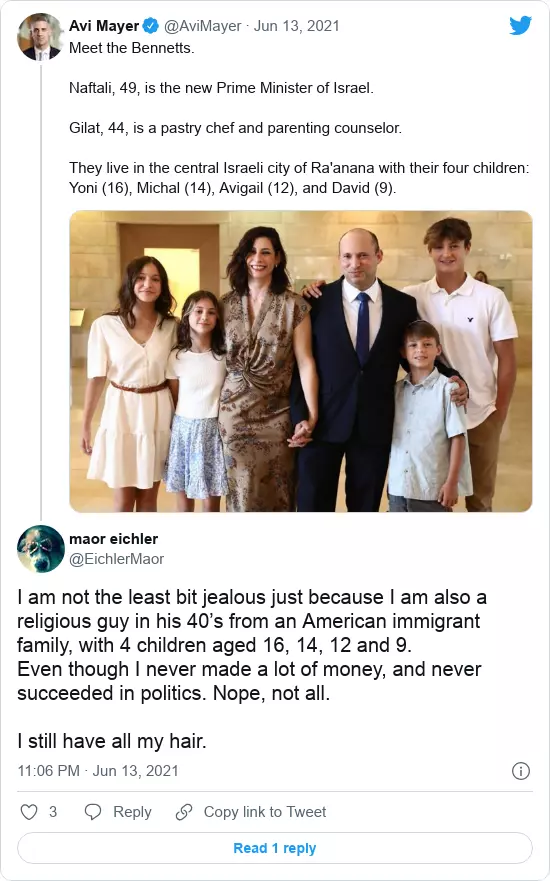 Avi Mayer @AviMayer · Jun 13, 2021
Meet the Bennetts.
Naftali, 49, is the new Prime Minister of Israel.
Gilat, 44, is a pastry chef and parenting counselor.
They live in the central Israeli city of Ra'anana with their four children:
Yoni (16), Michal (14), Avigail (12), and David (9).
maor eichler
@EichlerMaor
I am not the least bit jealous just because I am also a
religious guy in his 40’s from an American immigrant
family, with 4 children aged 16, 14, 12 and 9.
Even though I never made a lot of money, and never
succeeded in politics. Nope, not all.
I still have all my hair.
11:06 PM · Jun 13, 2021
3 Reply Copy link to Tweet
Read 1 reply